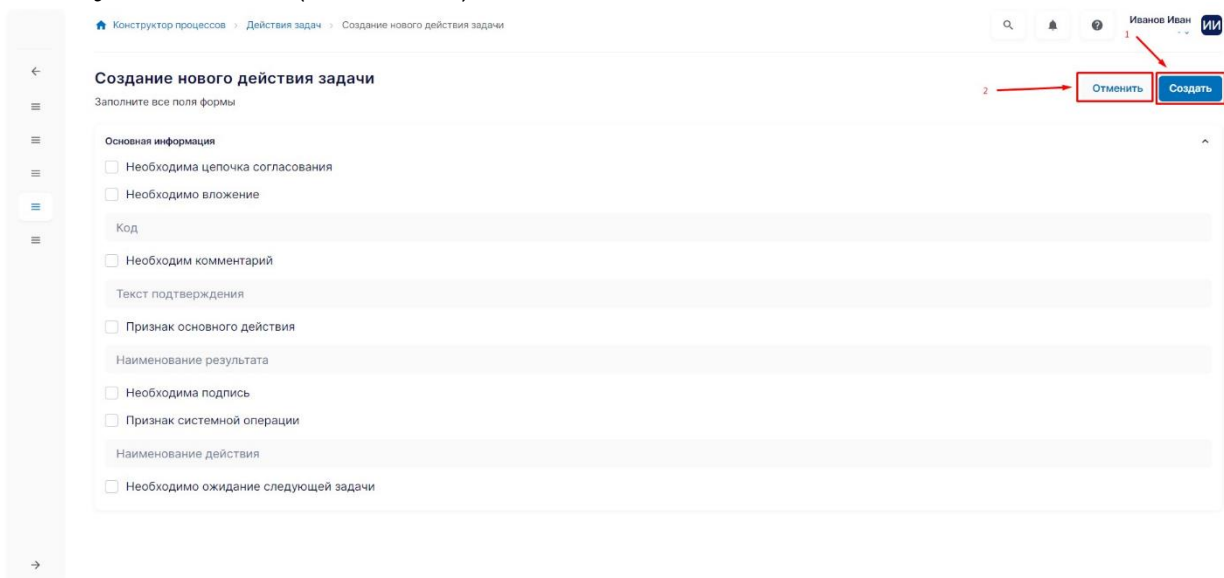 Конструктор процессов > Действия задач > Создание нового действия задачи
Иванов Иван
ИИ
1
Создание нового действия задачи
2
Отменить
Создать
Заполните все поля формы
Основная информация
Необходима цепочка согласования
Необходимо вложение
Код
Необходим комментарий
Текст подтверждения
Признак основного действия
Наименование результата
Необходима подпись
Признак системной операции
Наименование действия
Необходимо ожидание следующей задачи